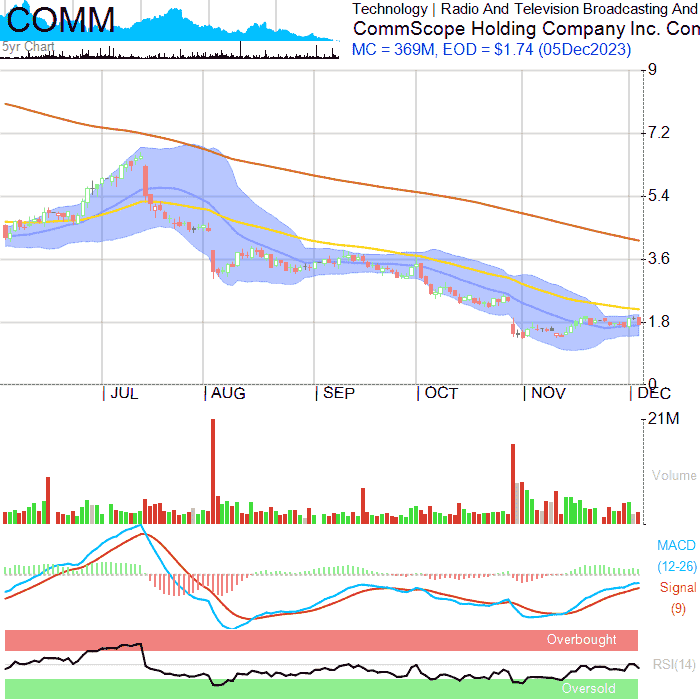 COMM
5yr Chart
Technology | Radio And Television Broadcasting And
CommScope Holding Company Inc. Con
MC = 369M, EOD = $1.74 (05Dec2023)
9
7.2
5.4
3.6
1.8
0
JUL AUG SEP OCT NOV DEC
21M
Volume
MACD
(12-26)
Signal
(9)
Overbought
RSI(14)
Oversold